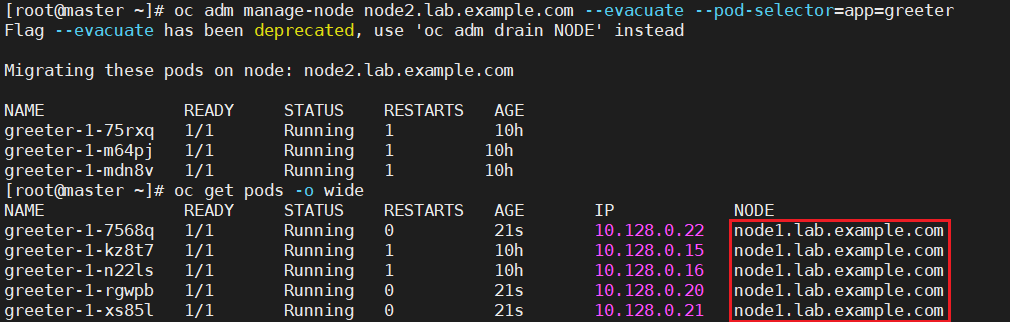 [root@master ~]# oc adm manage-node node2.lab.example.com --evacuate --pod-selector=app=greeter
Flag --evacuate has been deprecated, use 'oc adm drain NODE' instead
Migrating these pods on node: node2.lab.example.com
NAME READY STATUS RESTARTS AGE
greeter-1-75rxq 1/1 Running 1 10h
greeter-1-m64pj 1/1 Running 1 10h
greeter-1-mdn8v 1/1 Running 1 10h
[root@master ~]# oc get pods -o wide
NAME READY STATUS RESTARTS AGE IP NODE
greeter-1-7568q 1/1 Running 0 21s 10.128.0.22 node1.lab.example.com
greeter-1-kz8t7 1/1 Running 1 10h 10.128.0.15 node1.lab.example.com
greeter-1-n22ls 1/1 Running 1 10h 10.128.0.16 node1.lab.example.com
greeter-1-rgwpb 1/1 Running 0 21s 10.128.0.20 node1.lab.example.com
greeter-1-xs85l 1/1 Running 0 21s 10.128.0.21 node1.lab.example.com